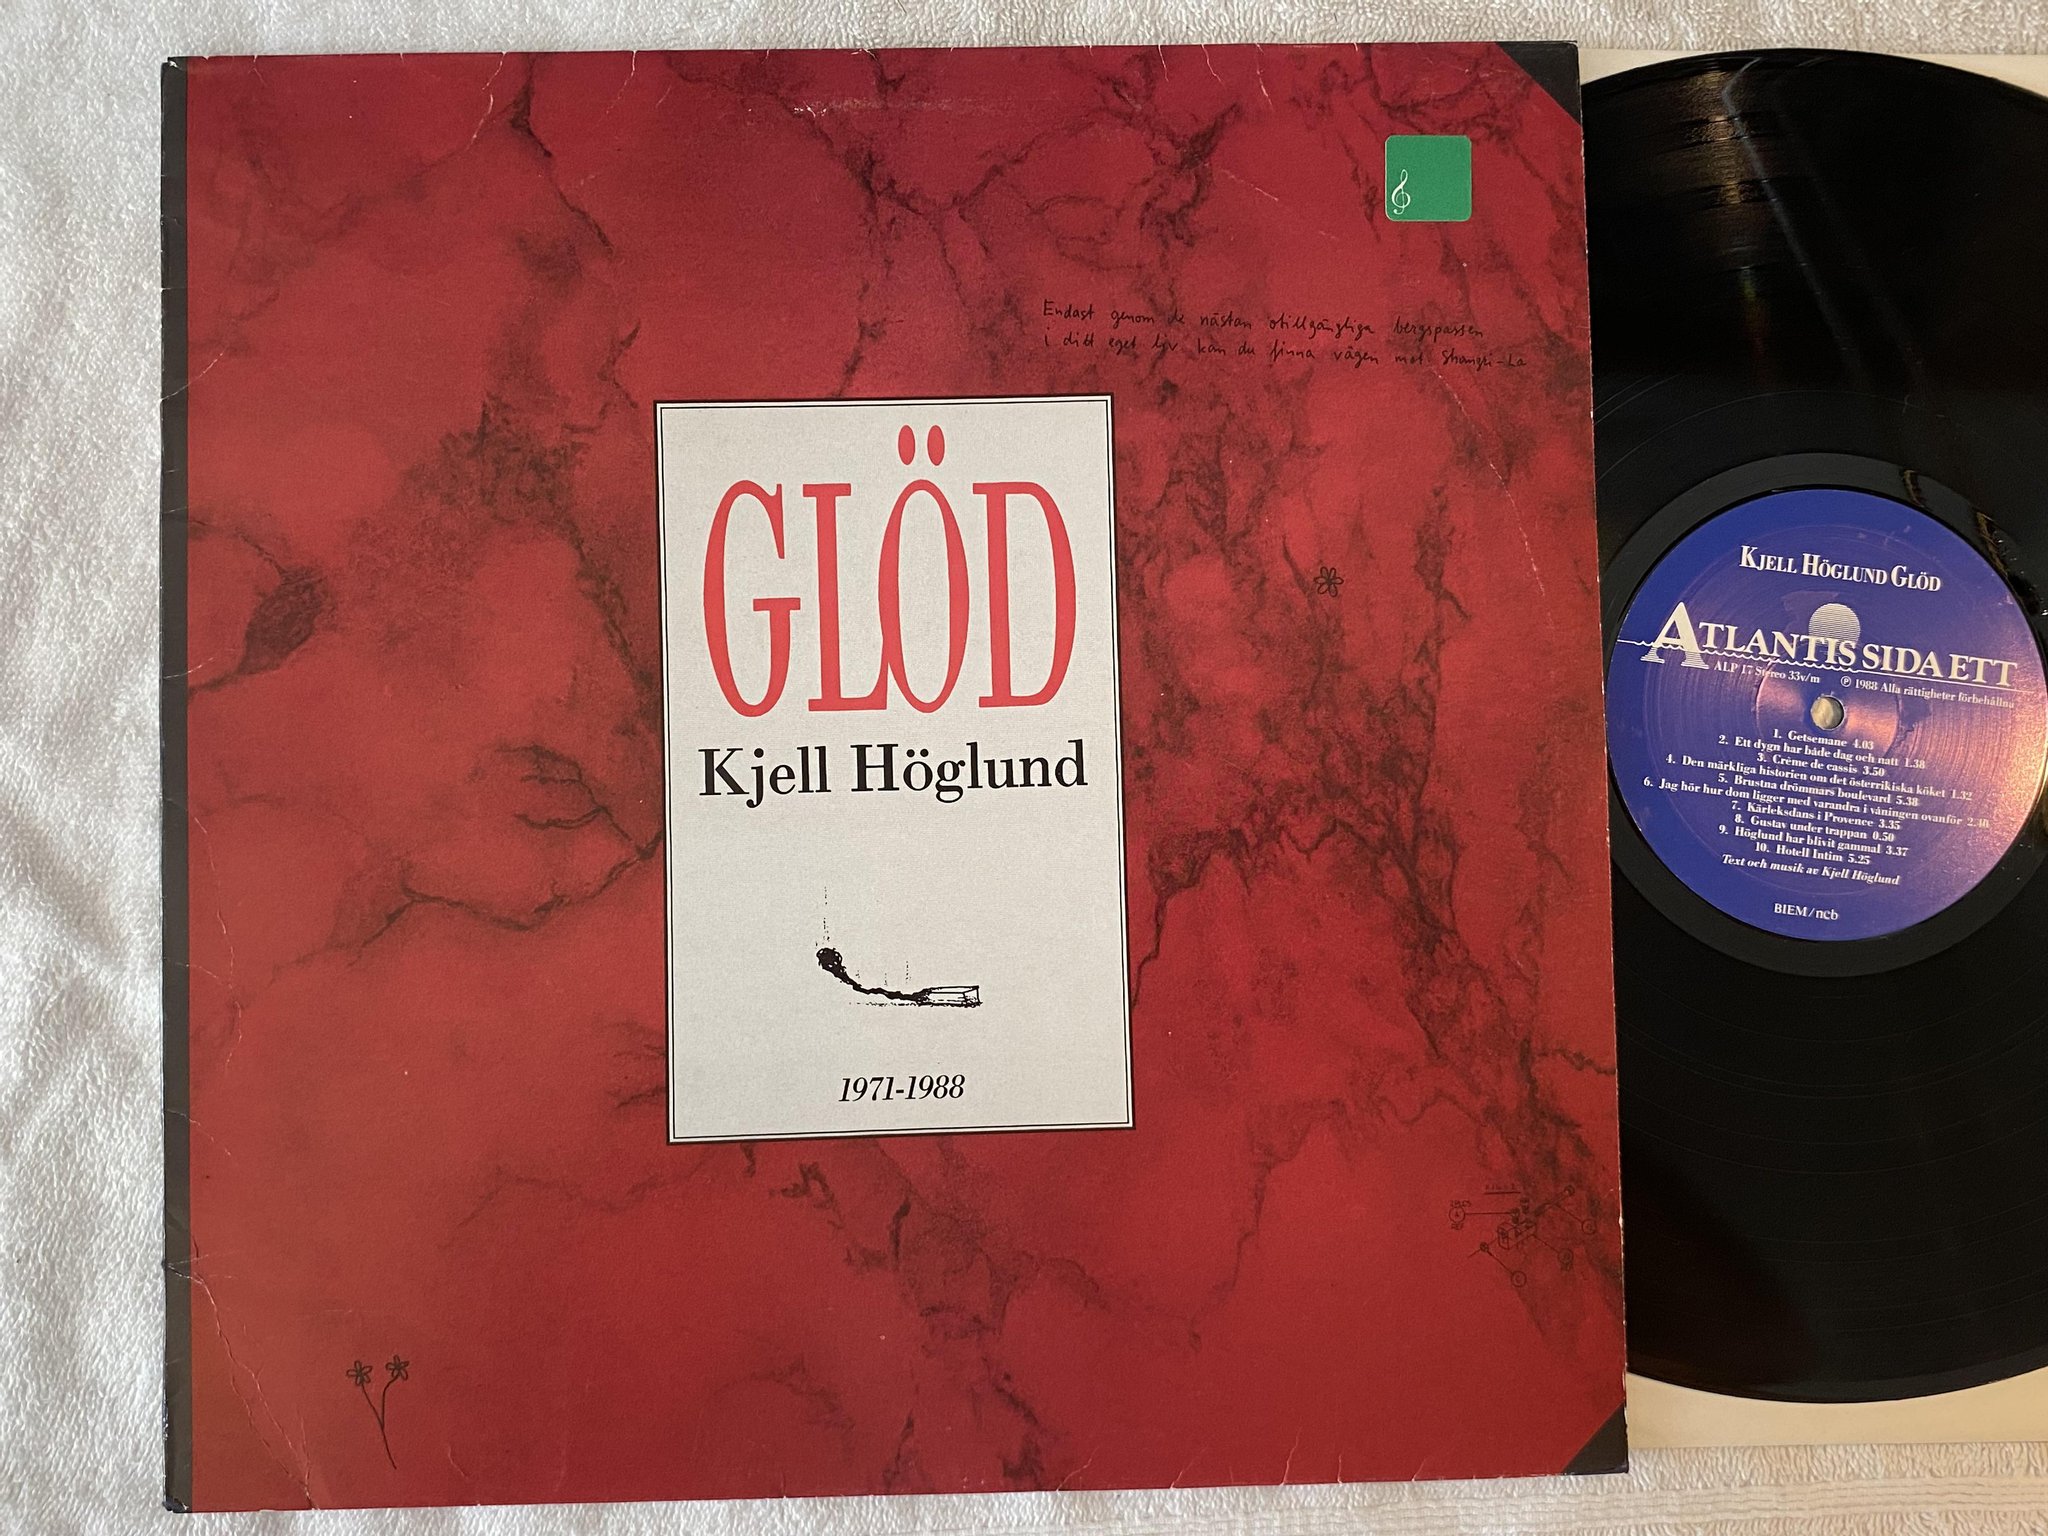 Endast genom de nästan otillgängliga bergspassen
i ditt eget liv kan du finna vägen mot Shangri-La
GLÖD
Kjell Höglund
1971-1988
KJELL HÖGLUND GLÖD
ATLANTIS SIDA ETT
ALP 17 Stereo 33v/m ℗ 1988 Alla rättigheter förbehållna
1. Getsemane 4.03
2. Ett dygn har både dag och natt 1.38
3. Crème de cassis 3.50
4. Den märkliga historien om det österrikiska köket 1.32
5. Brustna drömmars boulevard 5.38
6. Jag hör hur dom ligger med varandra i våningen ovanför
7. Kärleksdans i Provence 3.35
8. Gustav under trappan 0.50
9. Höglund har blivit gammal 3.37
10. Hotell Intim 5.25
Text och musik av Kjell Höglund
BIEM/ncb